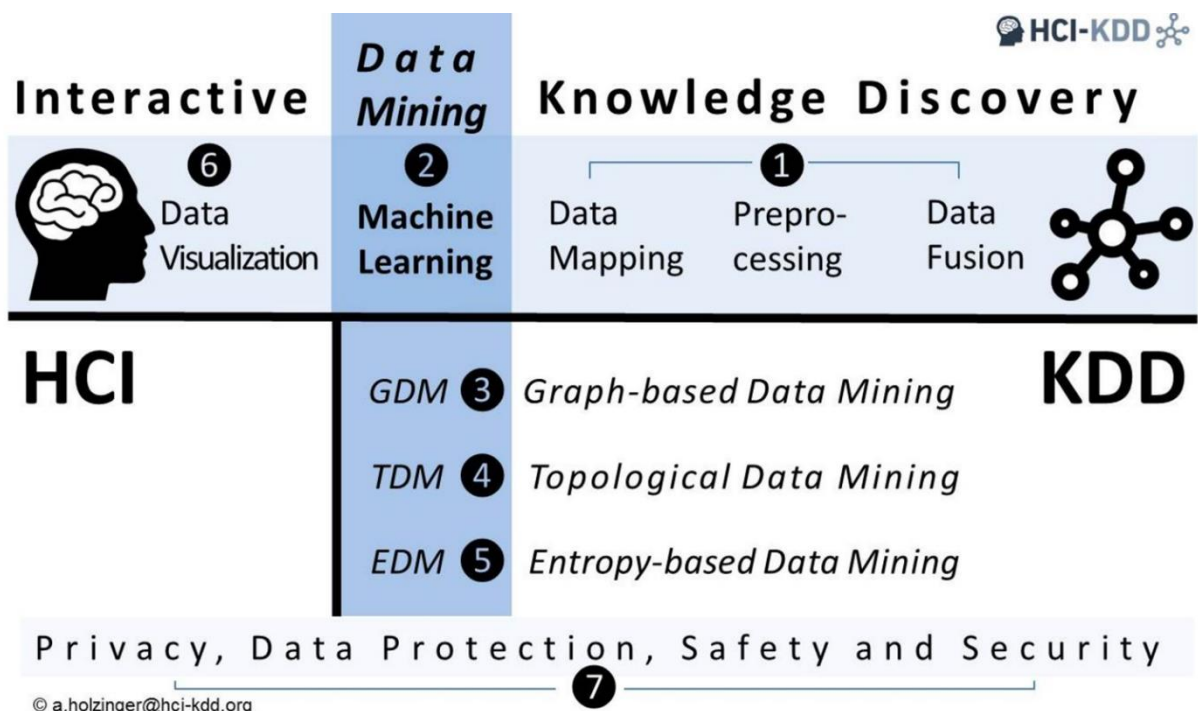 HCI-KDD
Data
Interactive Mining Knowledge Discovery
6 2 1
Data Machine Data Prepro- Data
Visualization Learning Mapping cessing Fusion
HCI KDD
GDM 3 Graph-based Data Mining
TDM 4 Topological Data Mining
EDM 5 Entropy-based Data Mining
Privacy, Data Protection, Safety and Security
7
© a.holzinger@hci-kdd.org